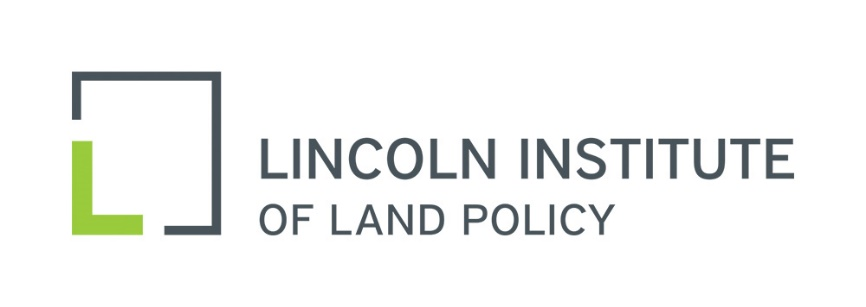 LINCOLN INSTITUTE
OF LAND POLICY